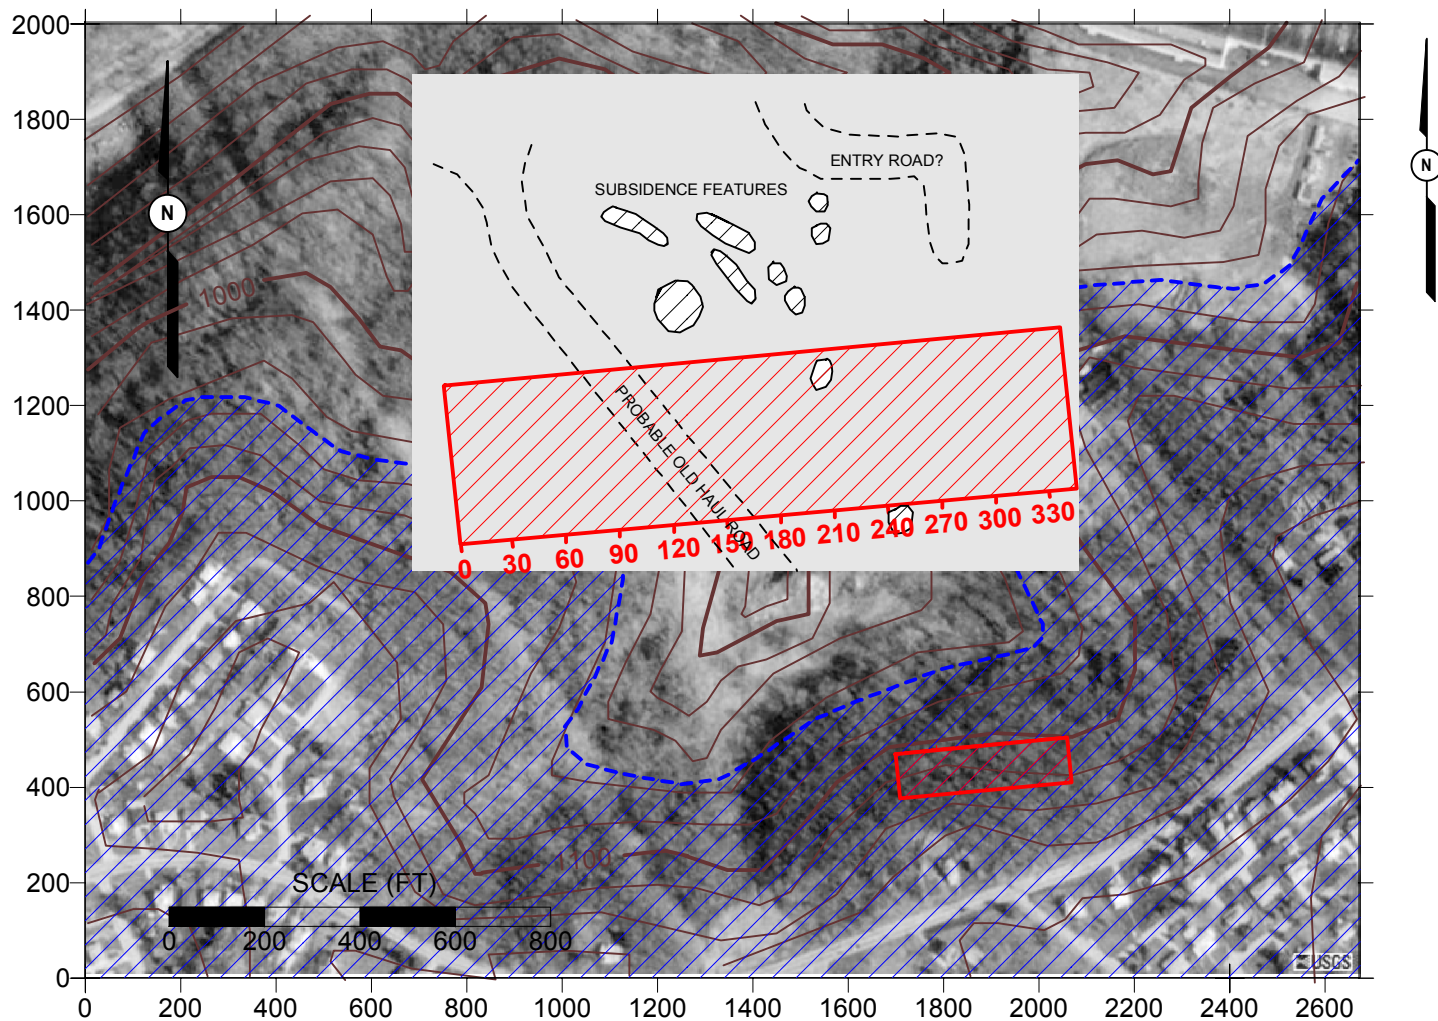 2000
1800
1600
1400
1200
1000
800
600
400
200
0
N
N
ENTRY ROAD?
SUBSIDENCE FEATURES
1000
PROBABLE OLD HAUL ROAD
0 30 60 90 120 150 180 210 240 270 300 330
1100
SCALE (FT)
0 200 400 600 800
USGS
0 200 400 600 800 1000 1200 1400 1600 1800 2000 2200 2400 2600